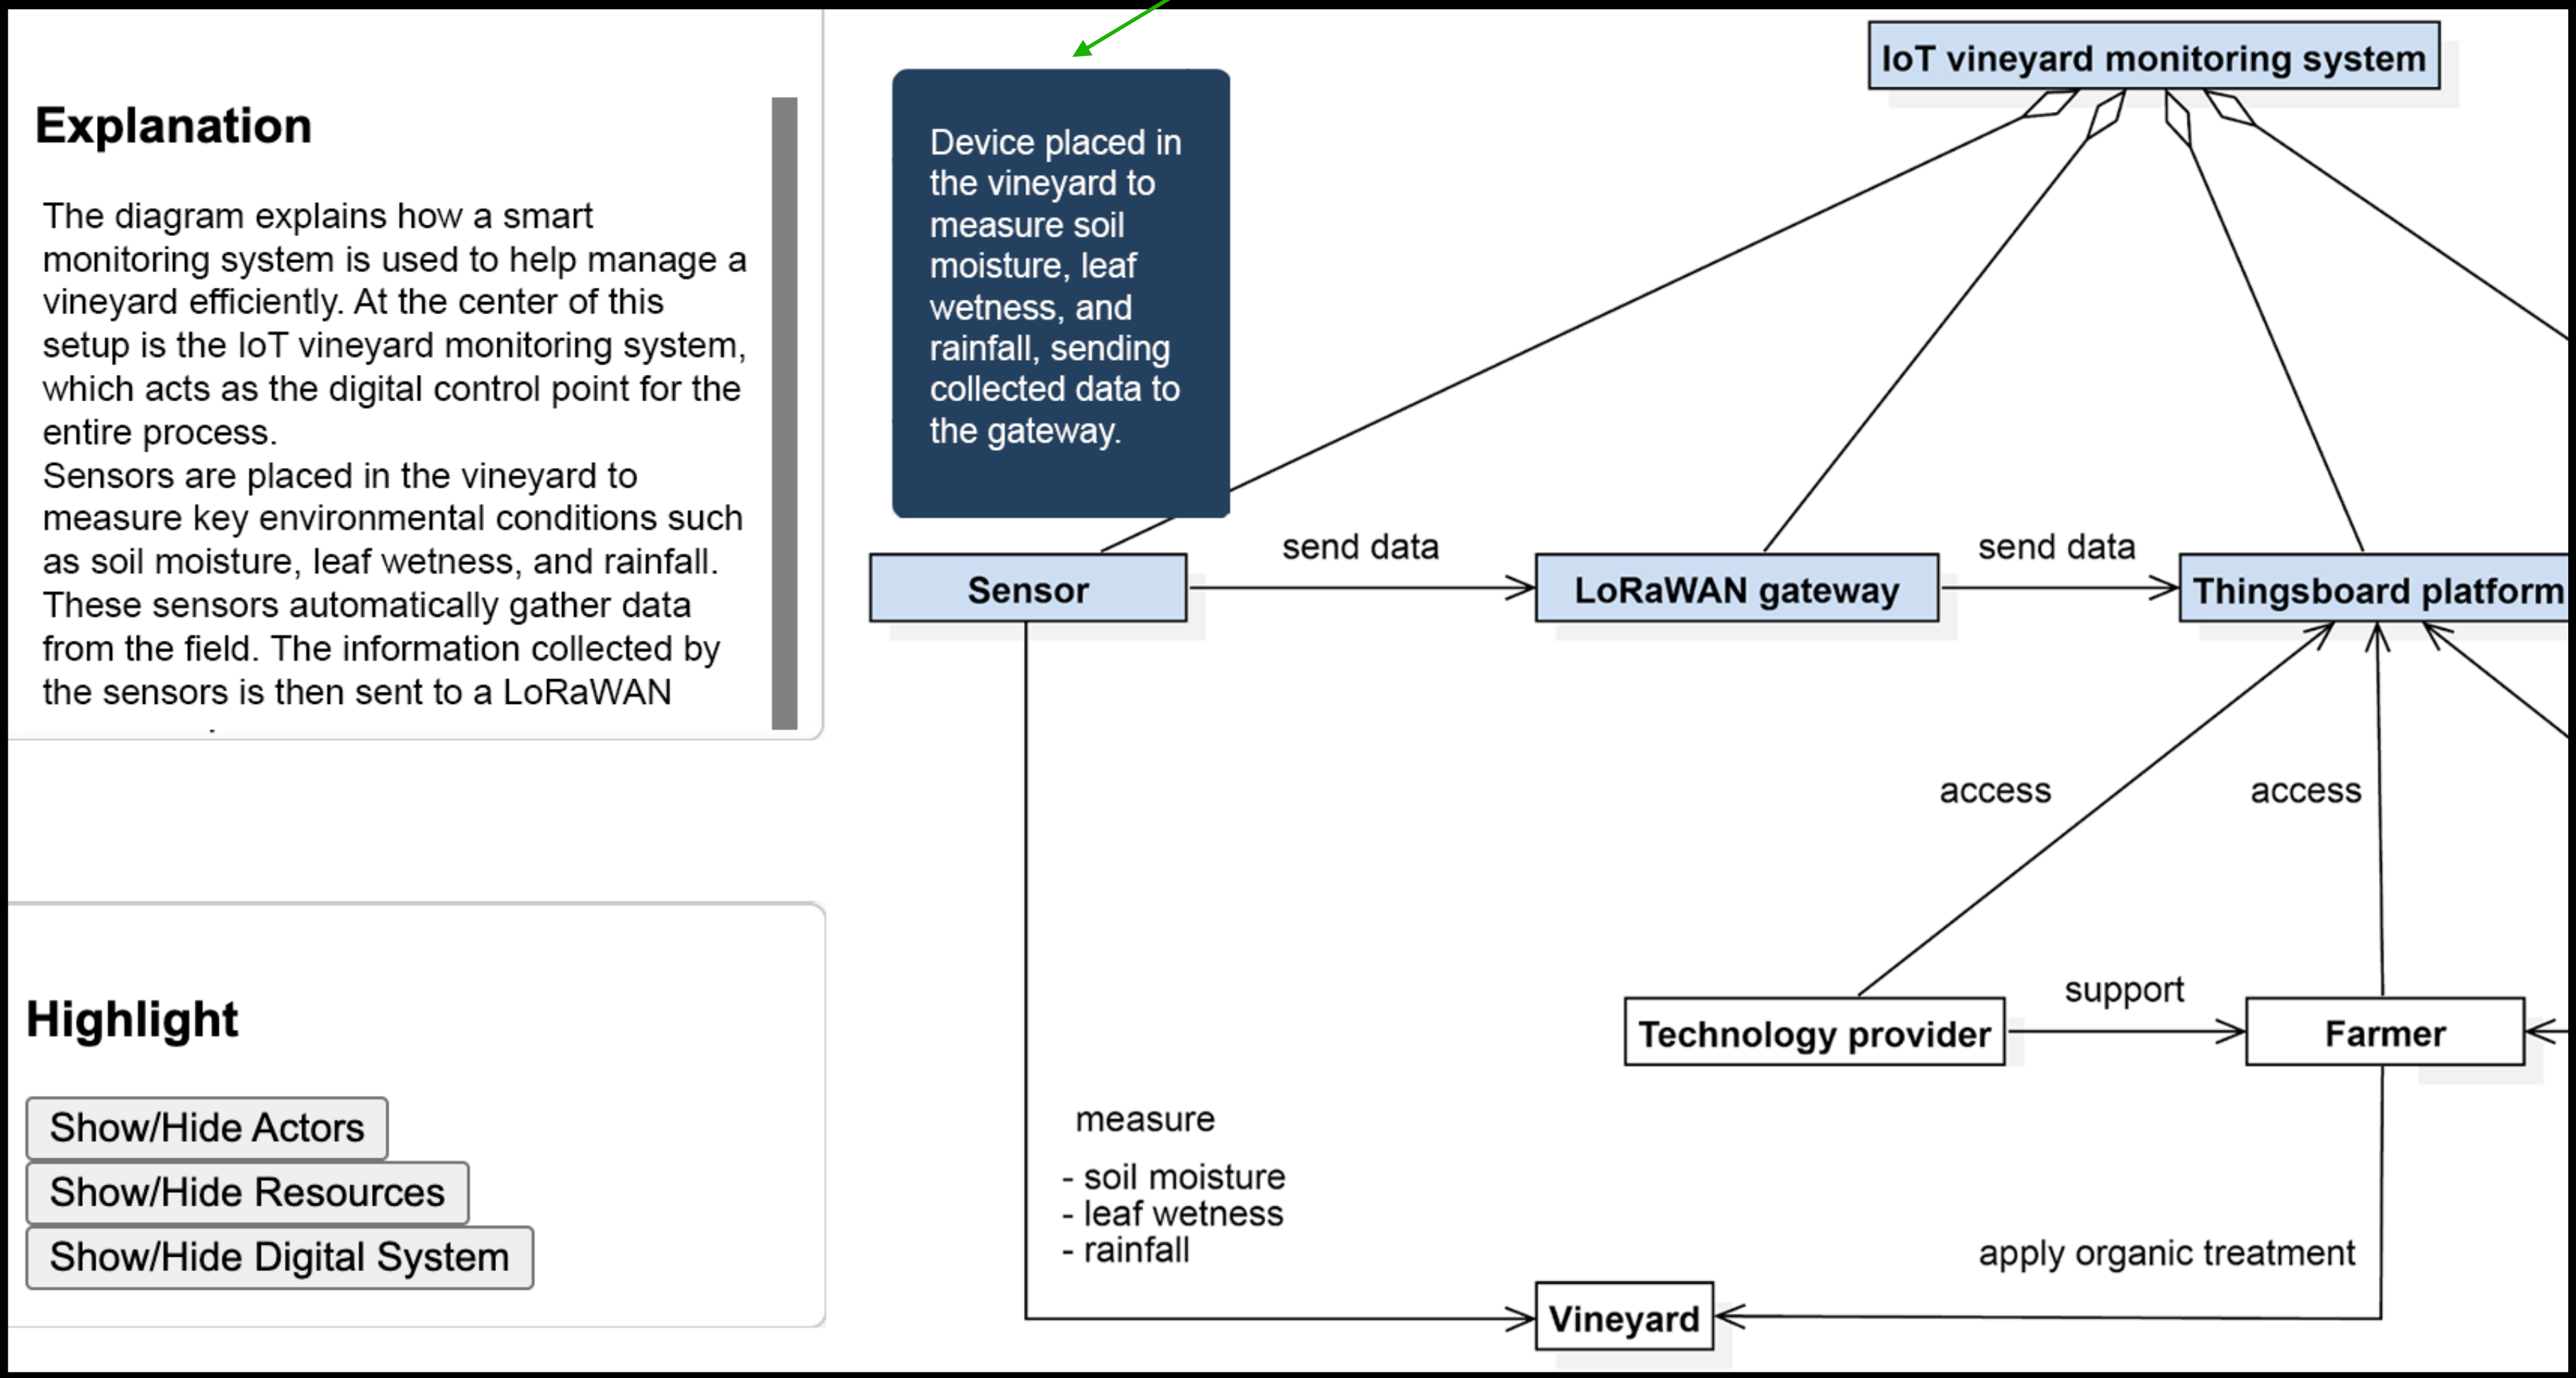 Explanation
The diagram explains how a smart
monitoring system is used to help manage a
vineyard efficiently. At the center of this
setup is the IoT vineyard monitoring system,
which acts as the digital control point for the
entire process.
Sensors are placed in the vineyard to
measure key environmental conditions such
as soil moisture, leaf wetness, and rainfall.
These sensors automatically gather data
from the field. The information collected by
the sensors is then sent to a LoRaWAN
Highlight
Show/Hide Actors
Show/Hide Resources
Show/Hide Digital System
Device placed in
the vineyard to
measure soil
moisture, leaf
wetness, and
rainfall, sending
collected data to
the gateway.
IoT vineyard monitoring system
Sensor
send data
LoRaWAN gateway
send data
Thingsboard platform
access
access
Technology provider
support
Farmer
measure
- soil moisture
- leaf wetness
- rainfall
apply organic treatment
Vineyard